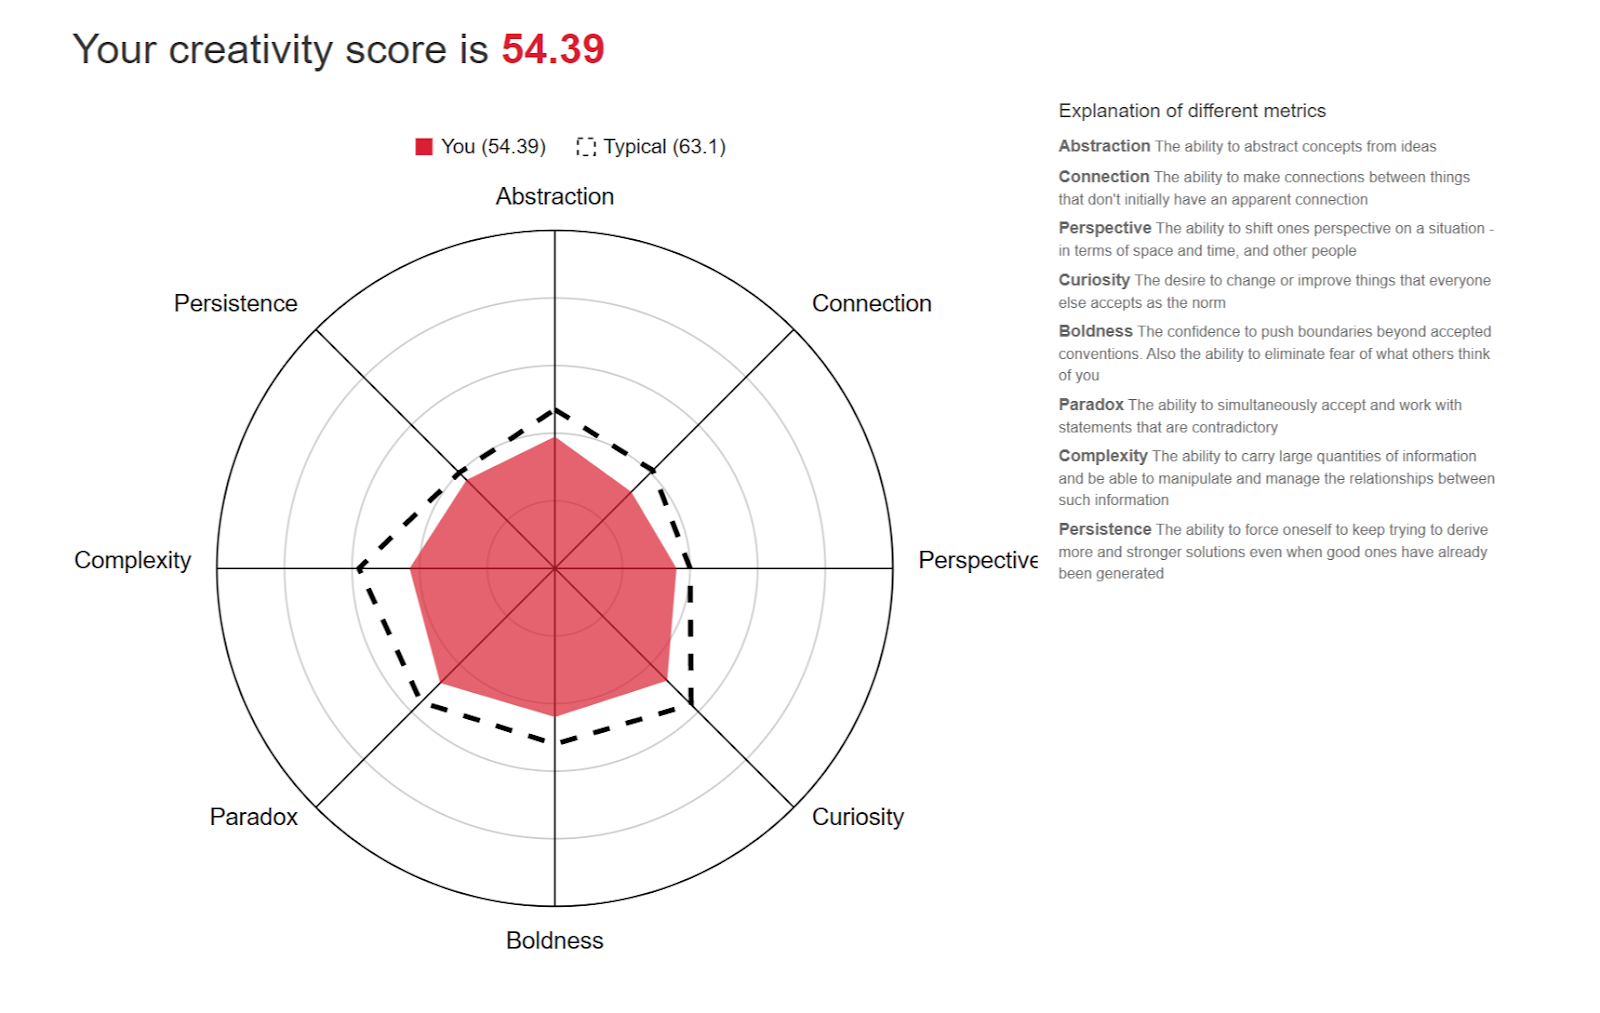 Your creativity score is 54.39
You (54.39) Typical (63.1)
Abstraction
Persistence
Connection
Complexity
Perspective
Paradox
Curiosity
Boldness
Explanation of different metrics
Abstraction The ability to abstract concepts from ideas
Connection The ability to make connections between things
that don't initially have an apparent connection
Perspective The ability to shift ones perspective on a situation -
in terms of space and time, and other people
Curiosity The desire to change or improve things that everyone
else accepts as the norm
Boldness The confidence to push boundaries beyond accepted
conventions. Also the ability to eliminate fear of what others think
of you
Paradox The ability to simultaneously accept and work with
statements that are contradictory
Complexity The ability to carry large quantities of information
and be able to manipulate and manage the relationships between
such information
Persistence The ability to force oneself to keep trying to derive
more and stronger solutions even when good ones have already
been generated